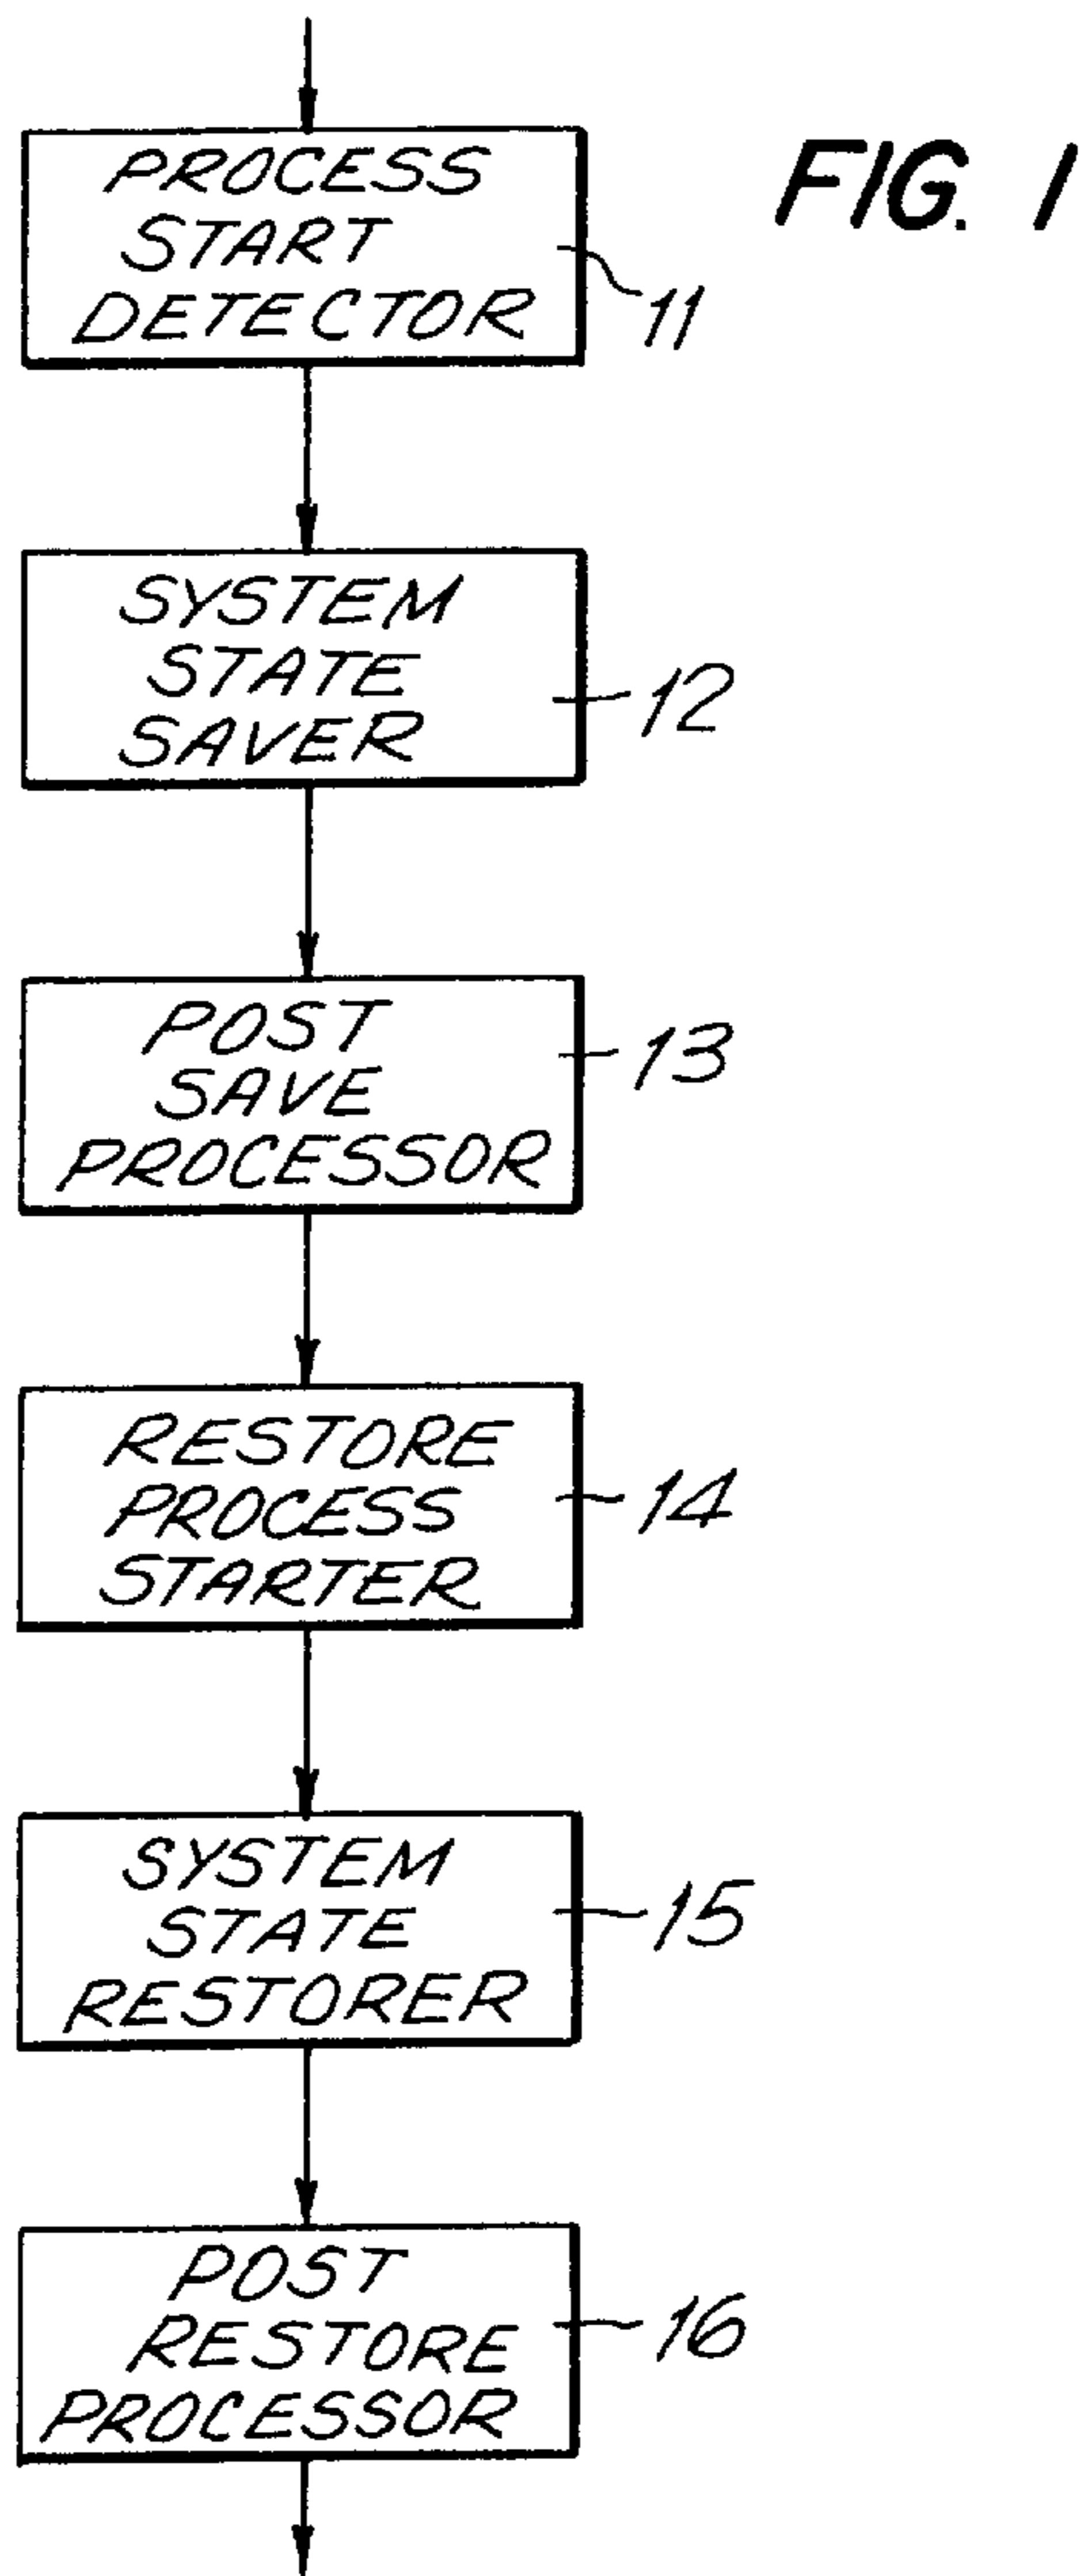 FIG. 1
PROCESS
START
DETECTOR
11
SYSTEM
STATE
SAVER
12
POST
SAVE
PROCESSOR
13
RESTORE
PROCESS
STARTER
14
SYSTEM
STATE
RESTORER
15
POST
RESTORE
PROCESSOR
16